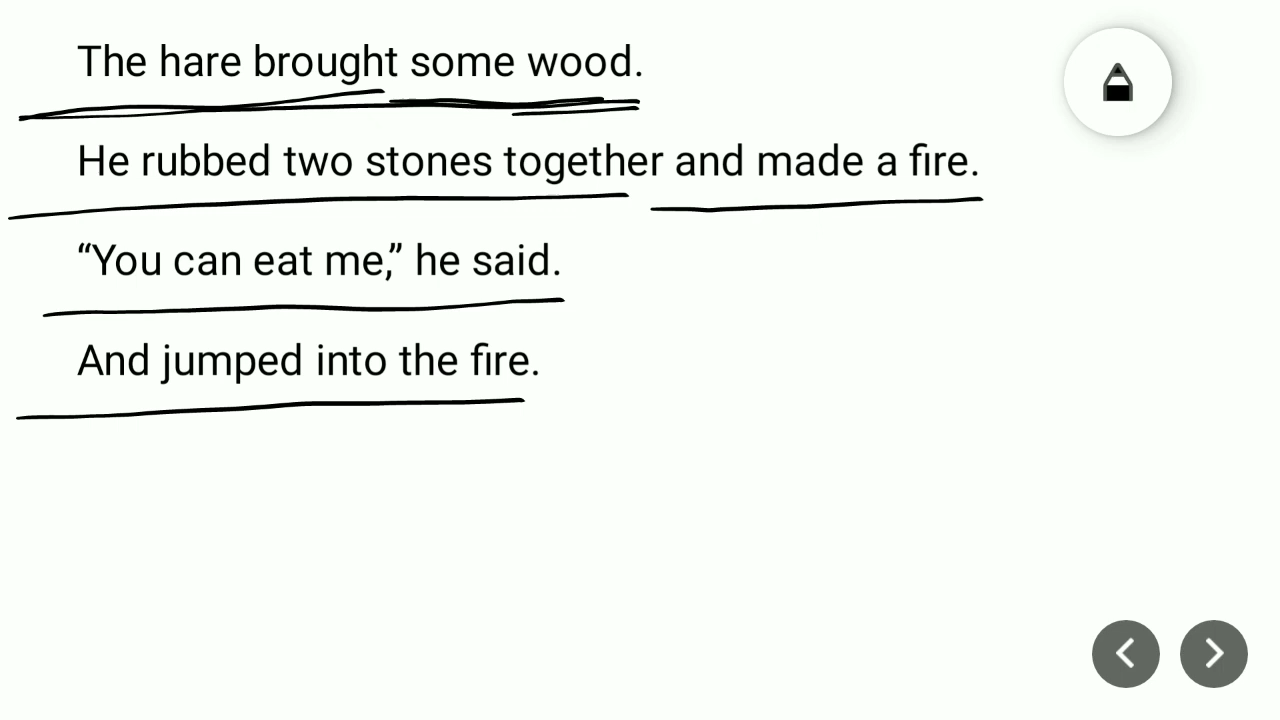 The hare brought some wood.
He rubbed two stones together and made a fire.
“You can eat me,” he said.
And jumped into the fire.